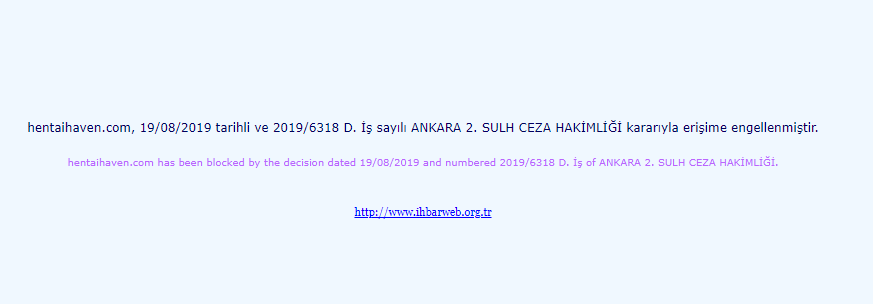 hentaihaven.com, 19/08/2019 tarihli ve 2019/6318 D. İş sayılı ANKARA 2. SULH CEZA HAKİMLİĞİ kararıyla erişime engellenmiştir.
hentaihaven.com has been blocked by the decision dated 19/08/2019 and numbered 2019/6318 D. İş of ANKARA 2. SULH CEZA HAKİMLİĞİ.
http://www.ihbarweb.org.tr